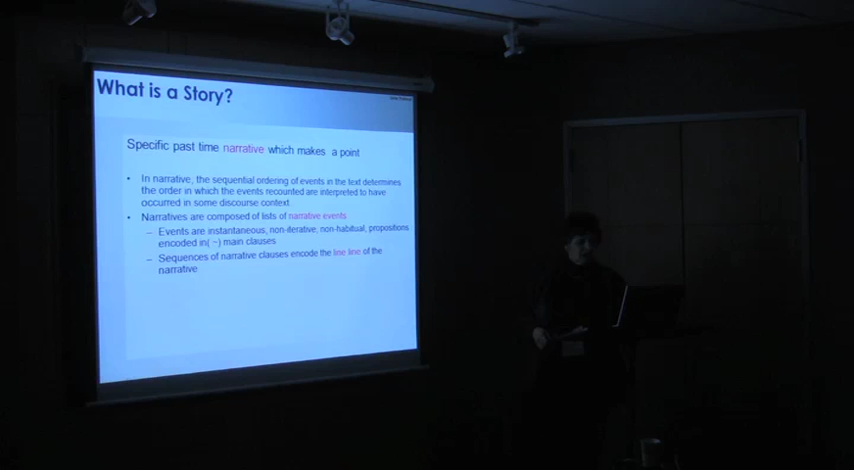 What is a Story?
Specific past time narrative which makes a point
• In narrative, the sequential ordering of events in the text determines
the order in which the events recounted are interpreted to have
occurred in some discourse context
• Narratives are composed of lists of narrative events
– Events are instantaneous, non-iterative, non-habitual, propositions
encoded in( ~) main clauses
– Sequences of narrative clauses encode the line line of the
narrative